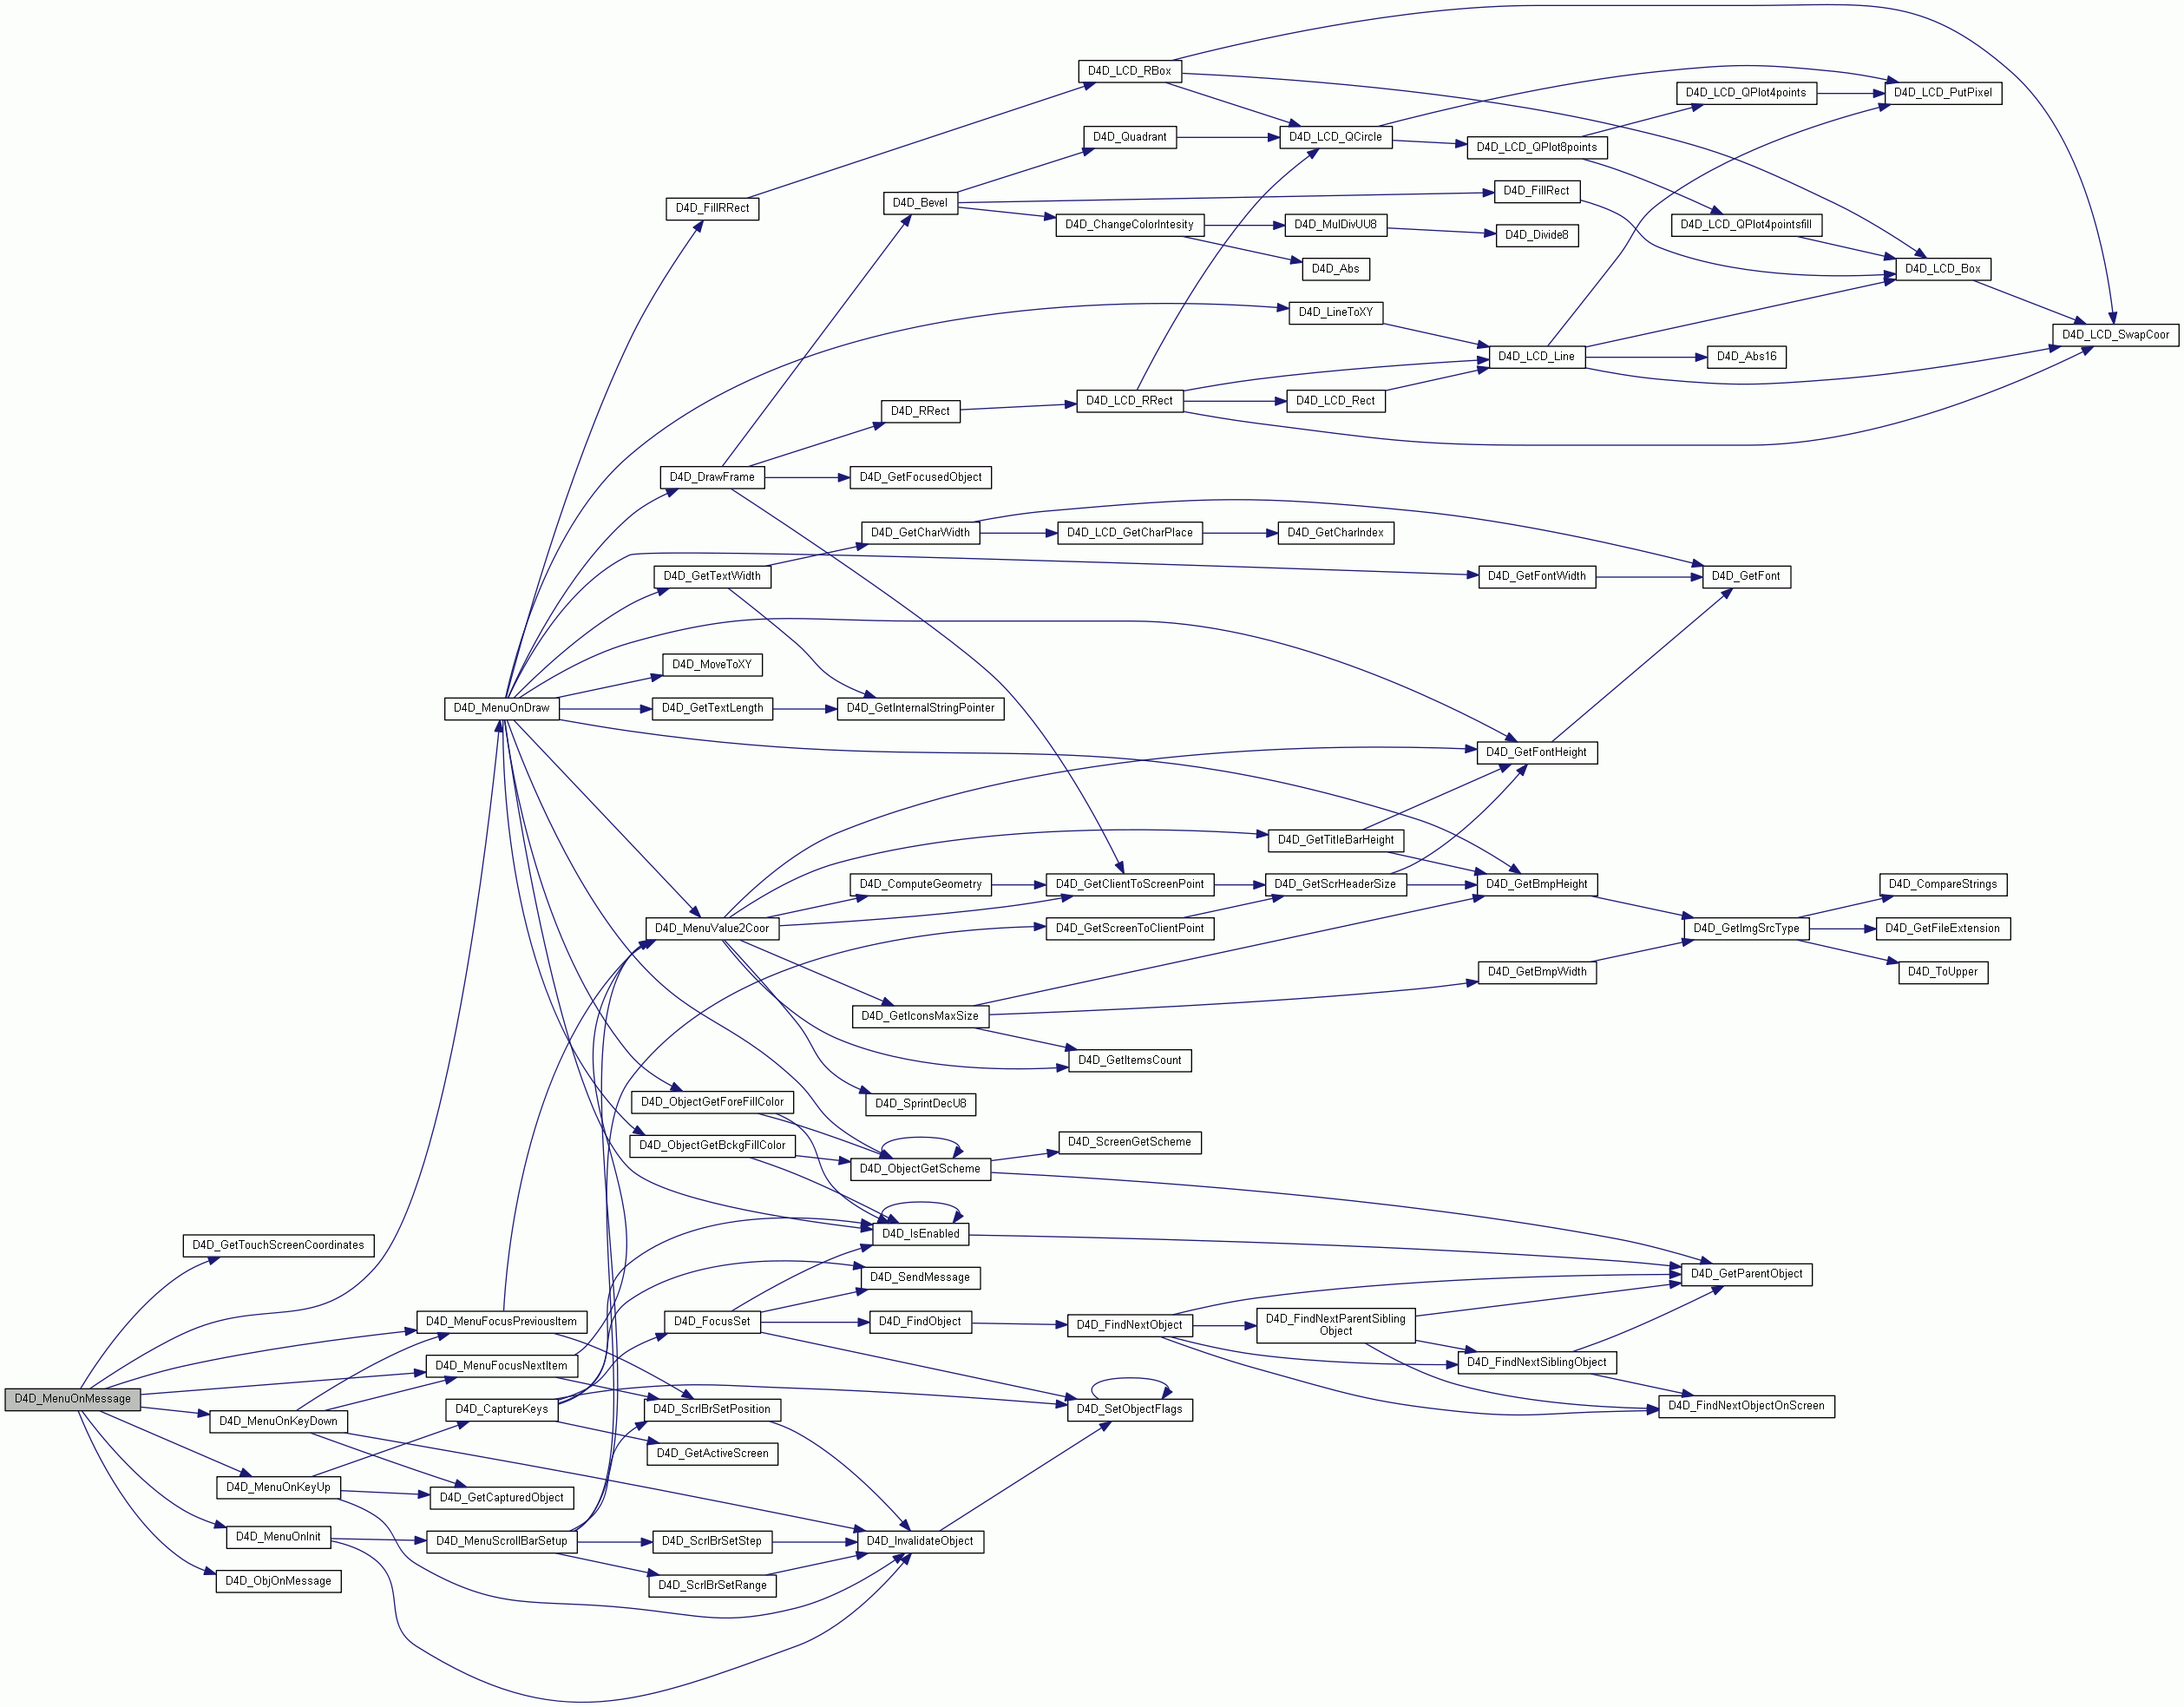 D4D_LCD_RBox
D4D_LCD_QPlot4points
D4D_LCD_PutPixel
D4D_Quadrant
D4D_LCD_QCircle
D4D_LCD_QPlot8points
D4D_FillRRect
D4D_Bevel
D4D_FillRect
D4D_ChangeColorIntesity
D4D_MulDivUU8
D4D_LCD_QPlot4pointsfill
D4D_Divide8
D4D_Abs
D4D_LCD_Box
D4D_LineToXY
D4D_LCD_SwapCoor
D4D_LCD_Line
D4D_Abs16
D4D_RRect
D4D_LCD_RRect
D4D_LCD_Rect
D4D_DrawFrame
D4D_GetFocusedObject
D4D_GetCharWidth
D4D_LCD_GetCharPlace
D4D_GetCharIndex
D4D_GetTextWidth
D4D_GetFontWidth
D4D_GetFont
D4D_MoveToXY
D4D_MenuOnDraw
D4D_GetTextLength
D4D_GetInternalStringPointer
D4D_GetFontHeight
D4D_GetTitleBarHeight
D4D_ComputeGeometry
D4D_GetClientToScreenPoint
D4D_GetScrHeaderSize
D4D_GetBmpHeight
D4D_CompareStrings
D4D_MenuValue2Coor
D4D_GetScreenToClientPoint
D4D_GetImgSrcType
D4D_GetFileExtension
D4D_GetBmpWidth
D4D_ToUpper
D4D_GetIconsMaxSize
D4D_GetItemsCount
D4D_ObjectGetForeFillColor
D4D_SprintDecU8
D4D_ObjectGetBckgFillColor
D4D_ScreenGetScheme
D4D_ObjectGetScheme
D4D_GetTouchScreenCoordinates
D4D_IsEnabled
D4D_SendMessage
D4D_GetParentObject
D4D_MenuFocusPreviousItem
D4D_FocusSet
D4D_FindObject
D4D_FindNextObject
D4D_FindNextParentSibling
Object
D4D_MenuFocusNextItem
D4D_FindNextSiblingObject
D4D_MenuOnMessage
D4D_MenuOnKeyDown
D4D_CaptureKeys
D4D_ScrlBrSetPosition
D4D_SetObjectFlags
D4D_FindNextObjectOnScreen
D4D_GetActiveScreen
D4D_MenuOnKeyUp
D4D_GetCapturedObject
D4D_MenuOnInit
D4D_MenuScrollBarSetup
D4D_ScrlBrSetStep
D4D_InvalidateObject
D4D_ObjOnMessage
D4D_ScrlBrSetRange